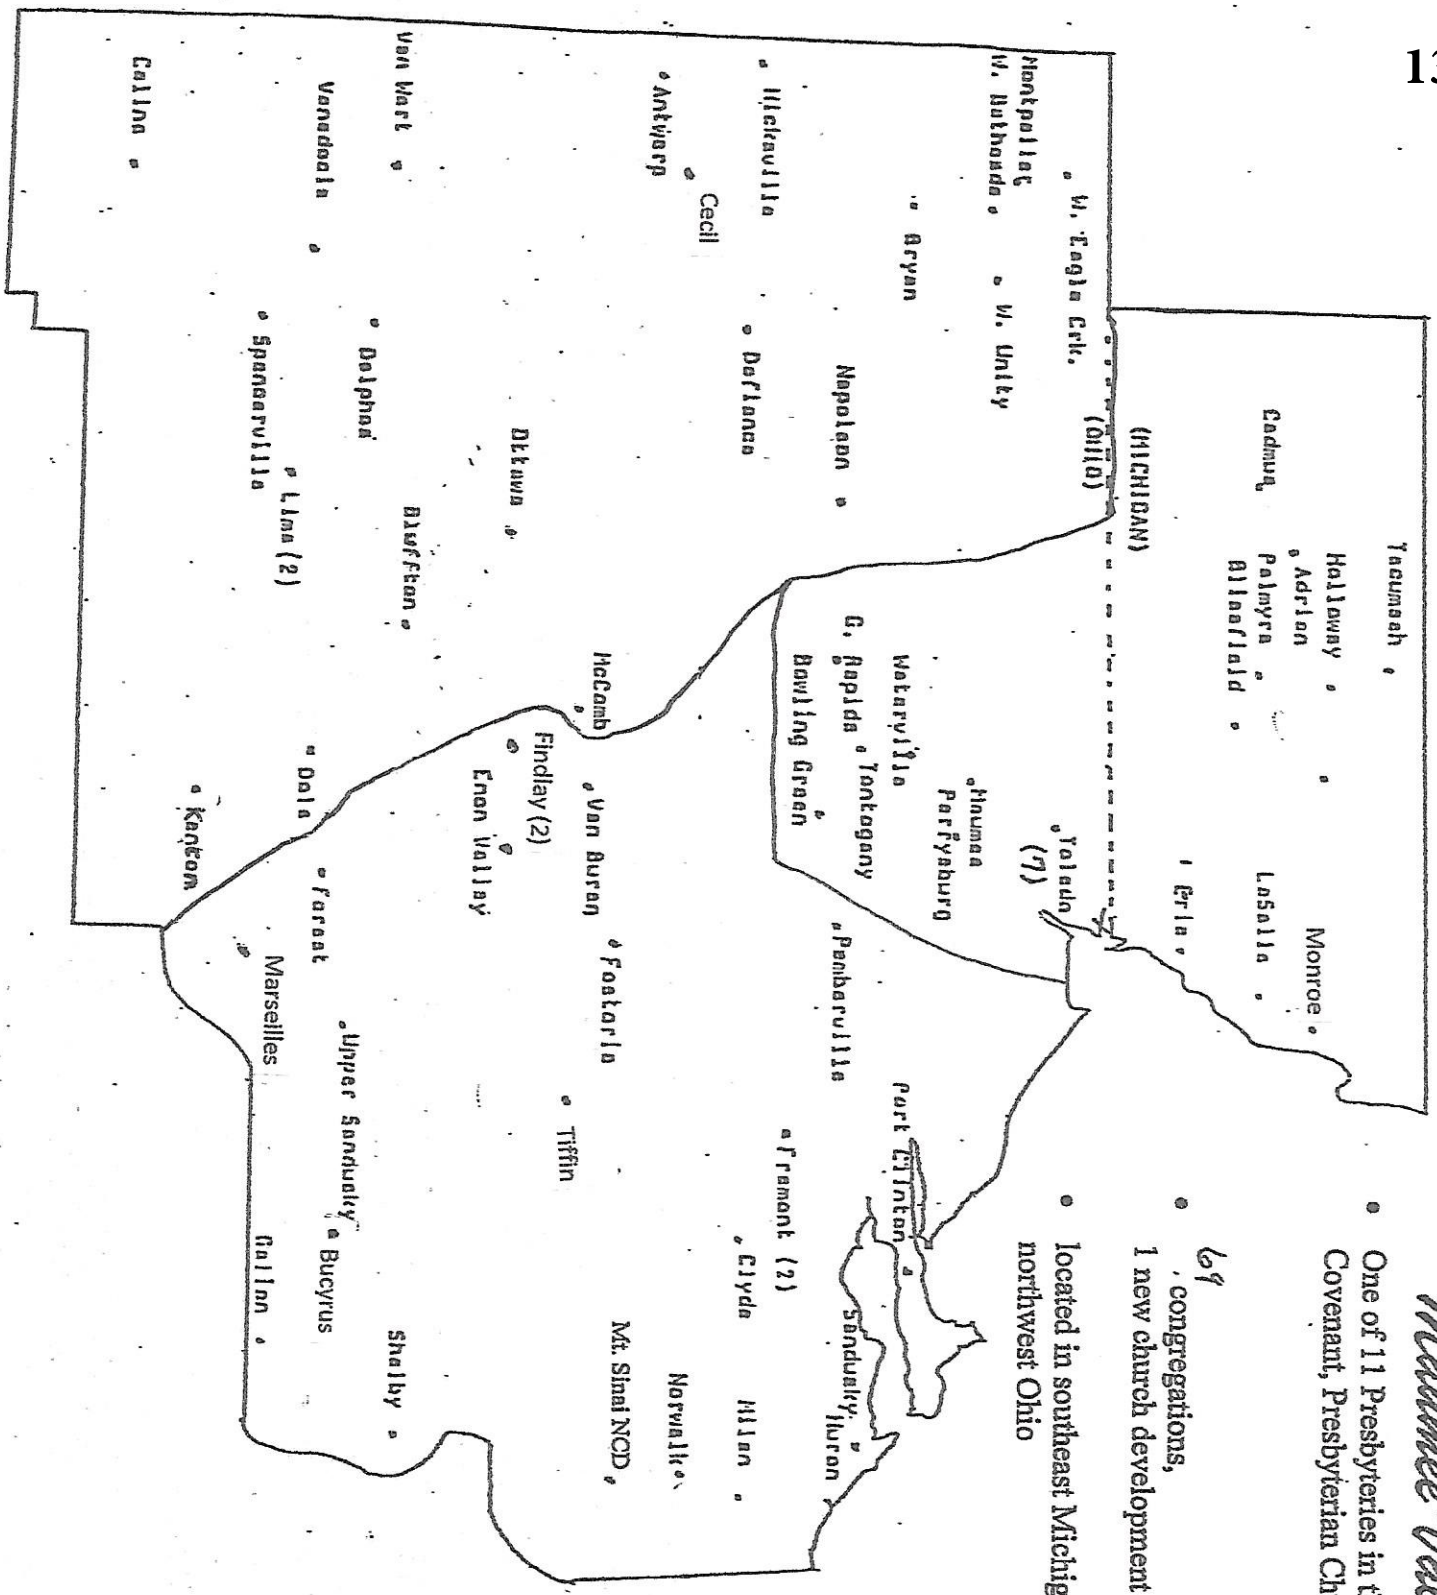 13
Maumee Va
• One of 11 Presbyteries in t
Covenant, Presbyterian Ch
• 69 congregations,
1 new church development
• located in southeast Michig
northwest Ohio
Tecumseh
Holloway
Adrian
Cadmus
Palmyra
Blissfield
Monroe
LaSalle
Erie
(MICHIGAN)
(OHIO)
W. Eagle Crk.
Montpelier
W. Bethesda
W. Unity
Toledo
(7)
Maumee
Perrysburg
Bryan
Waterville
Port Clinton
Napoleon
G. Rapids
Tontogany
Pemberville
Sandusky
Huron
Bowling Green
Hicksville
Defiance
Fremont (2)
Clyde
Milan
Cecil
Antwerp
Norwalk
McComb
Van Buren
Fostoria
Mt. Sinai NCD
Findlay (2)
Tiffin
Ottawa
Enon Valley
Van Wert
Bluffton
Shelby
Delphos
Venedocia
Forest
Upper Sandusky
Bucyrus
Dola
Lima (2)
Spencerville
Marseilles
Galion
Kenton
Celina